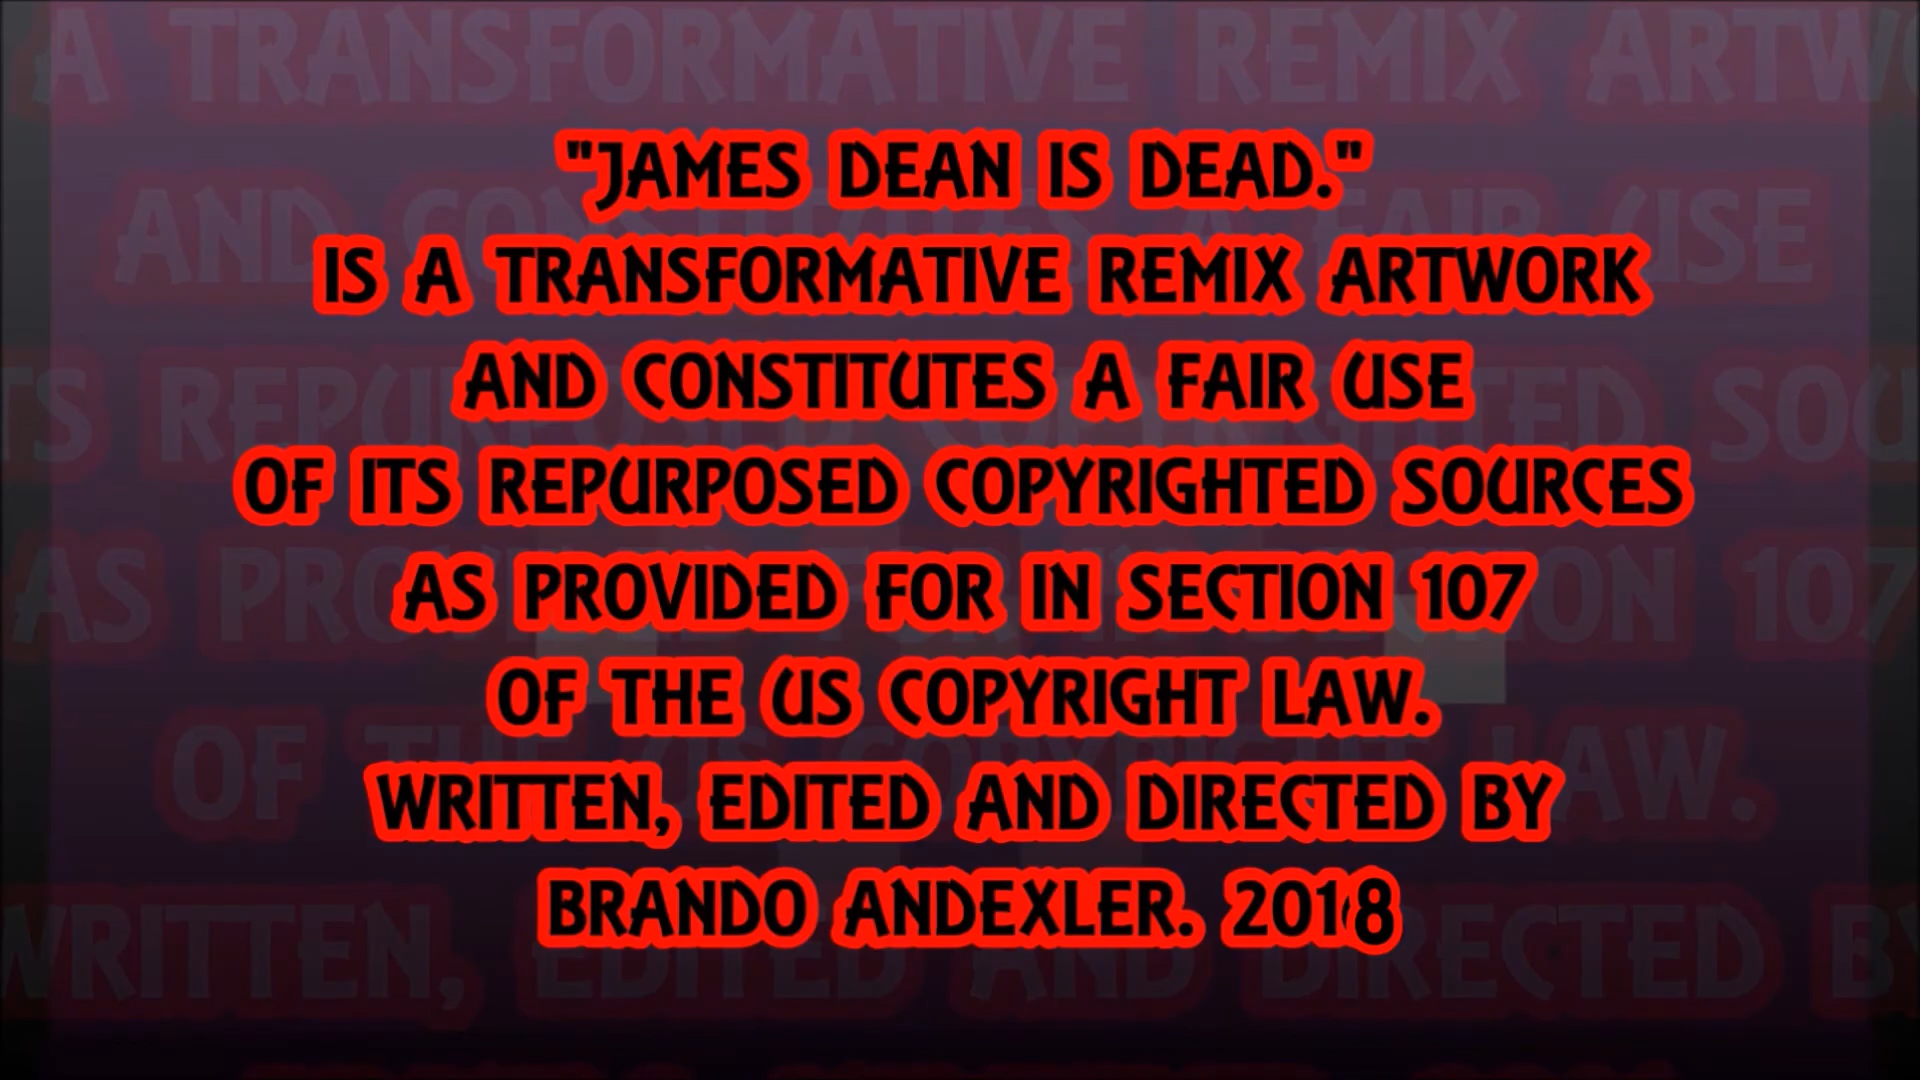 "JAMES DEAN IS DEAD."
IS A TRANSFORMATIVE REMIX ARTWORK
AND CONSTITUTES A FAIR USE
OF ITS REPURPOSED COPYRIGHTED SOURCES
AS PROVIDED FOR IN SECTION 107
OF THE US COPYRIGHT LAW.
WRITTEN, EDITED AND DIRECTED BY
BRANDO ANDEXLER. 2018